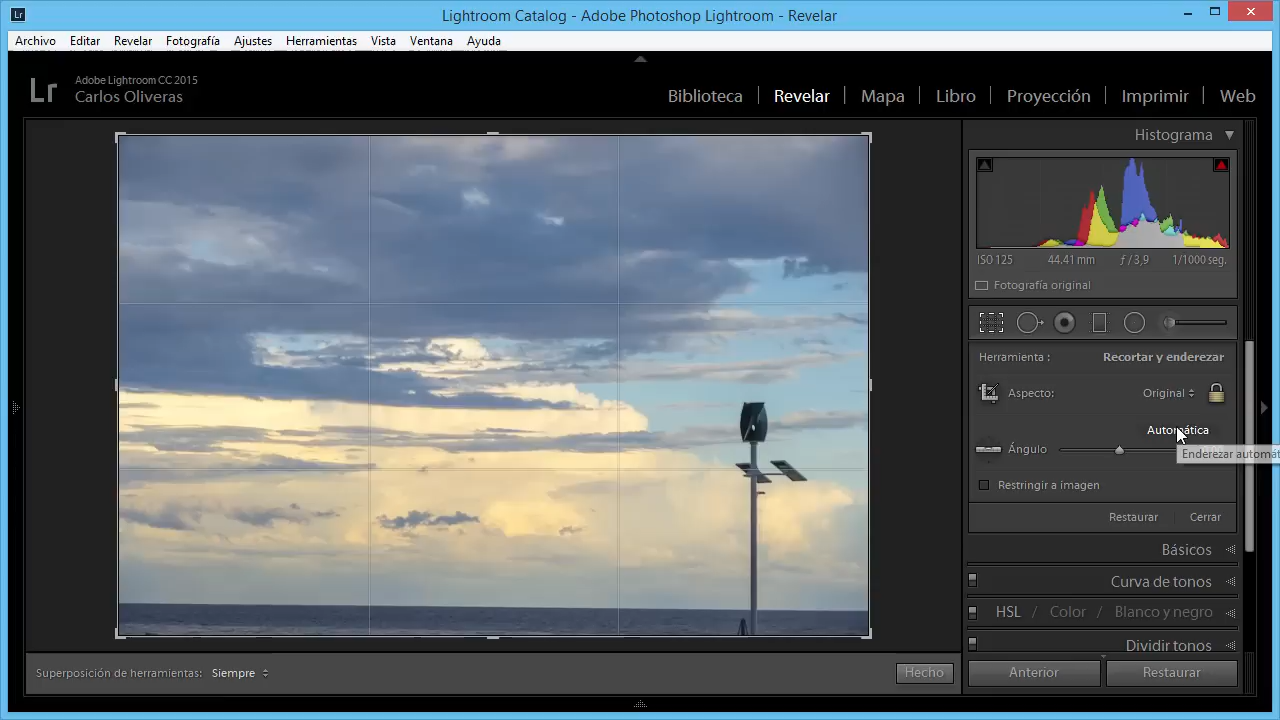 Lr
Lightroom Catalog - Adobe Photoshop Lightroom - Revelar
Archivo Editar Revelar Fotografía Ajustes Herramientas Vista Ventana Ayuda
Lr
Adobe Lightroom CC 2015
Carlos Oliveras
Biblioteca Revelar Mapa Libro Proyección Imprimir Web
Histograma
ISO 125 44.41 mm ƒ / 3,9 1/1000 seg.
Fotografía original
Herramienta : Recortar y enderezar
Aspecto: Original
Automática
Ángulo
Enderezar automát
Restringir a imagen
Restaurar Cerrar
Básicos
Curva de tonos
HSL / Color / Blanco y negro
Dividir tonos
Superposición de herramientas: Siempre
Hecho
Anterior Restaurar